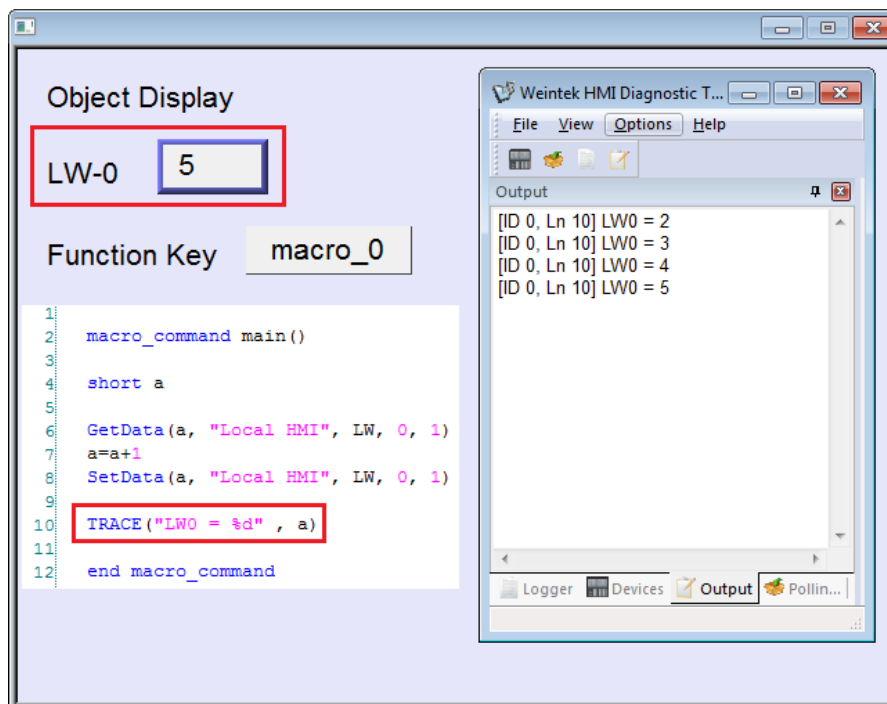 Object Display
LW-0
5
Function Key
macro_0
1
2 macro_command main()
3
4 short a
5
6 GetData(a, "Local HMI", LW, 0, 1)
7 a=a+1
8 SetData(a, "Local HMI", LW, 0, 1)
9
10 TRACE("LW0 = %d" , a)
11
12 end macro_command
Weintek HMI Diagnostic T...
File View Options Help
Output
[ID 0, Ln 10] LW0 = 2
[ID 0, Ln 10] LW0 = 3
[ID 0, Ln 10] LW0 = 4
[ID 0, Ln 10] LW0 = 5
Logger Devices Output Pollin...